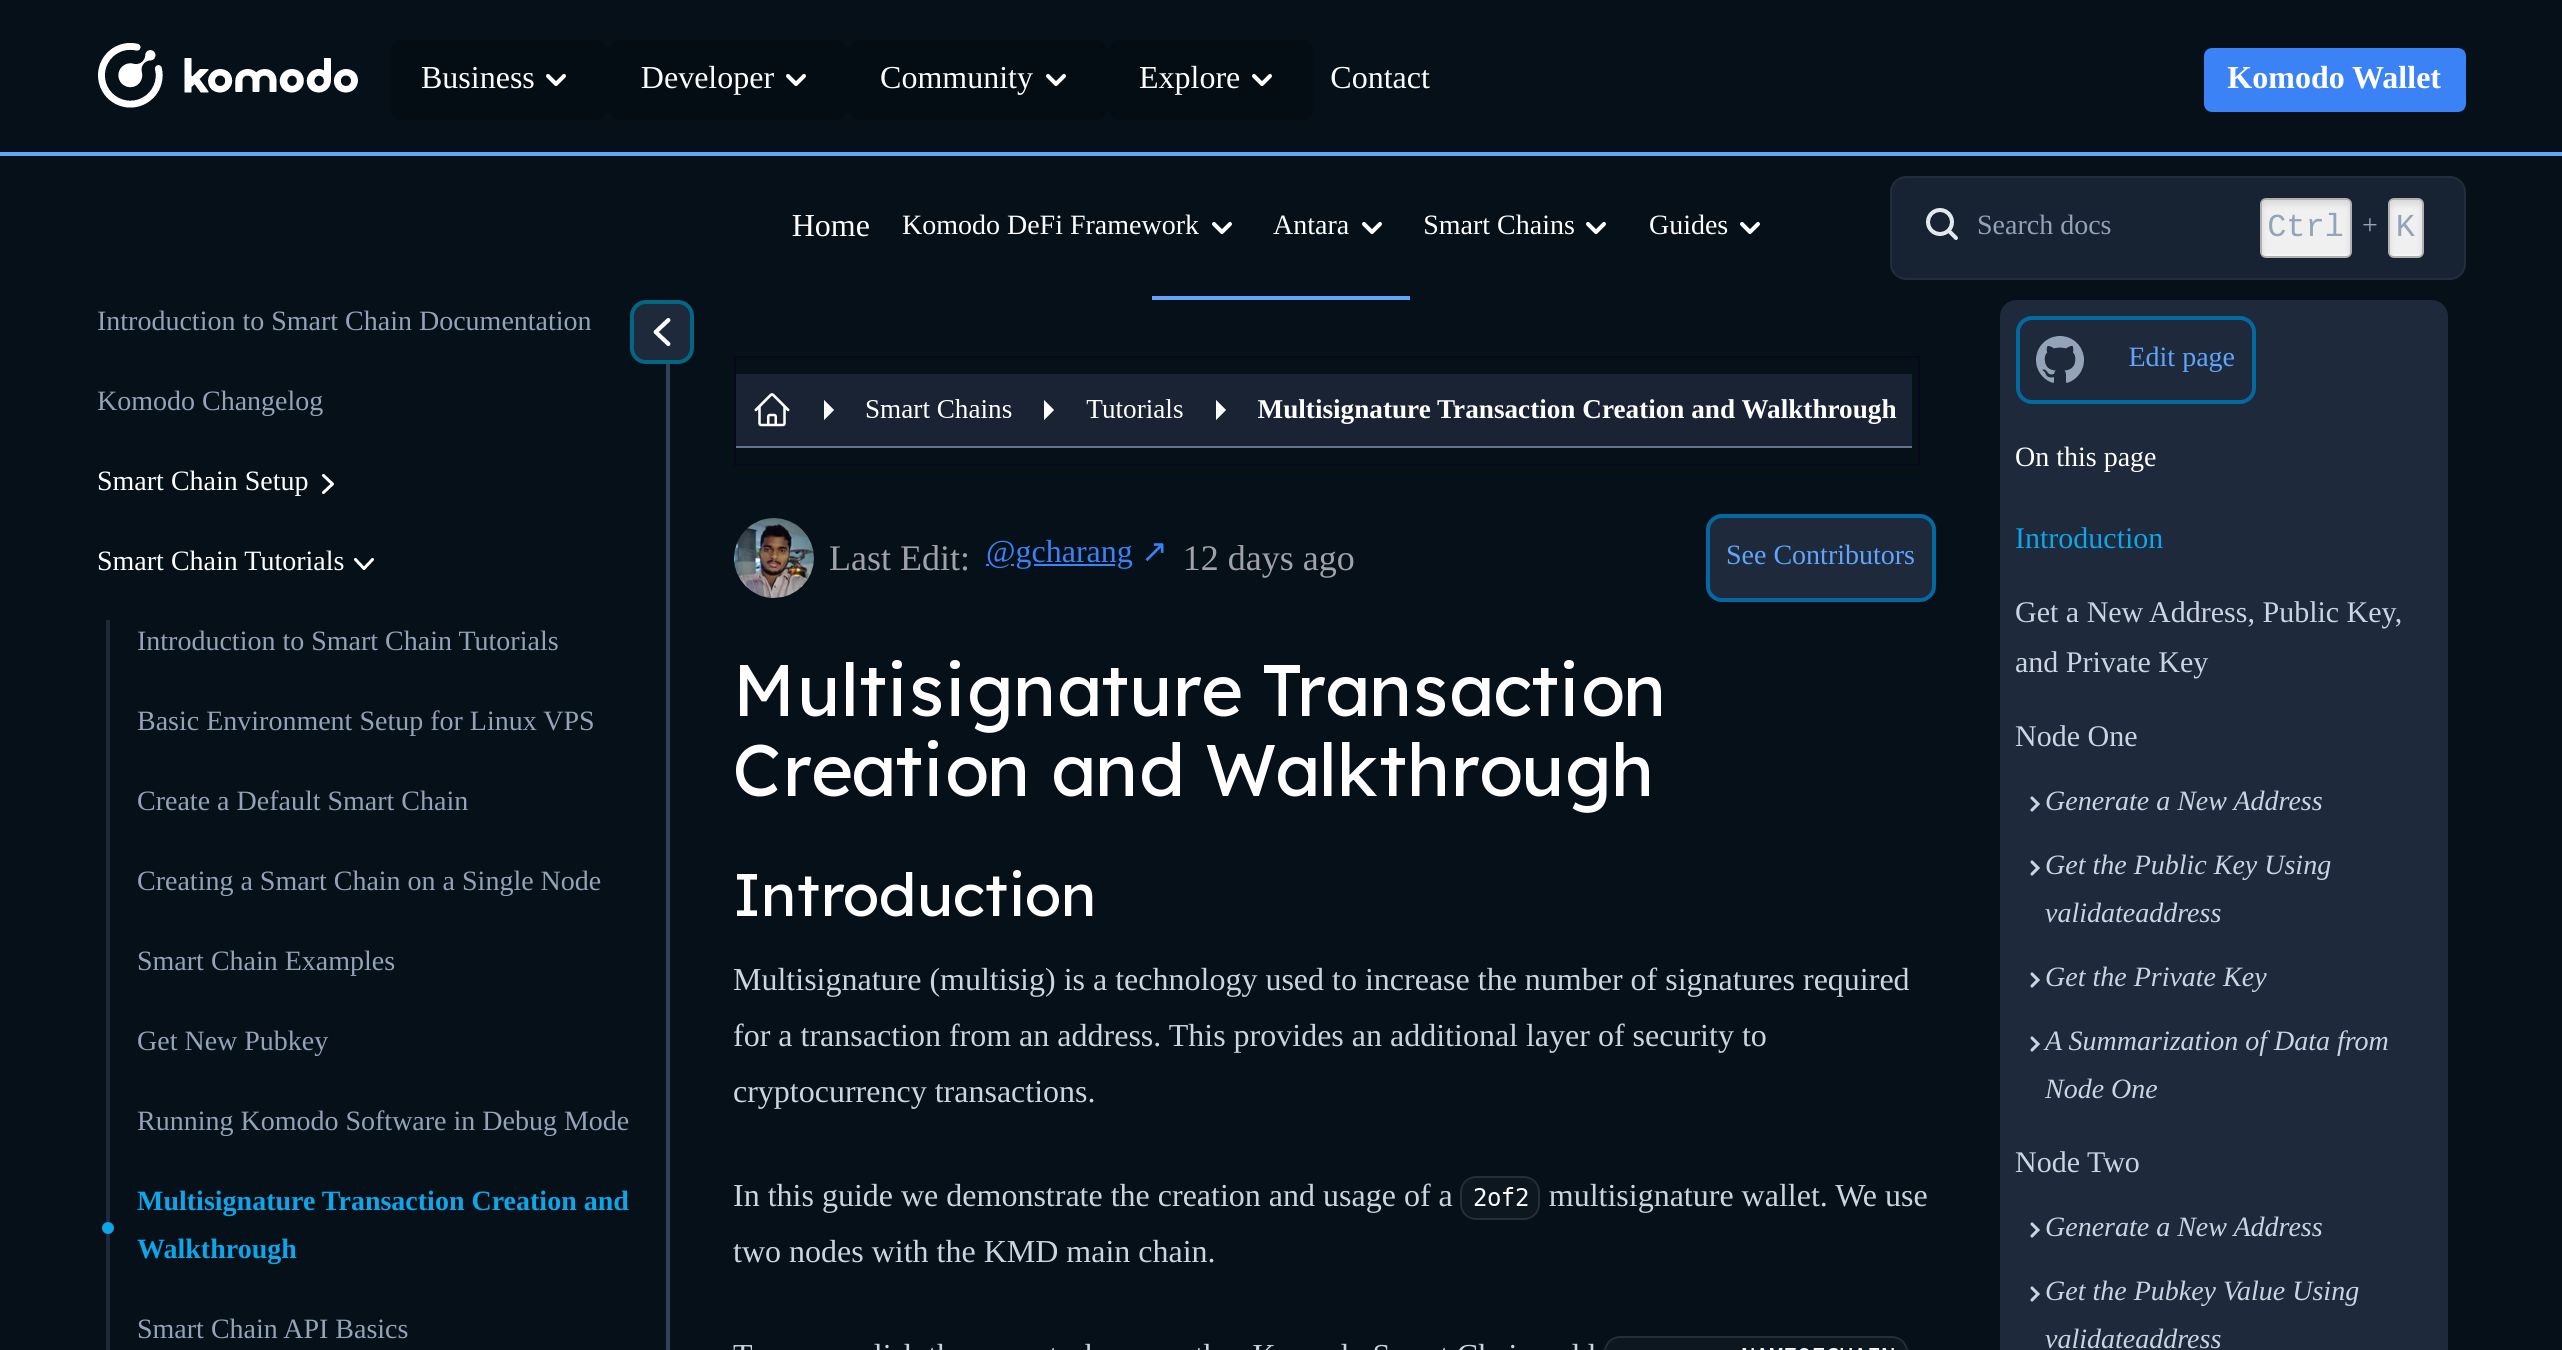 komodo
Business
Developer
Community
Explore
Contact
Komodo Wallet
Home
Komodo DeFi Framework
Antara
Smart Chains
Guides
Search docs
Ctrl + K
Introduction to Smart Chain Documentation
Komodo Changelog
Smart Chain Setup
Smart Chain Tutorials
Introduction to Smart Chain Tutorials
Basic Environment Setup for Linux VPS
Create a Default Smart Chain
Creating a Smart Chain on a Single Node
Smart Chain Examples
Get New Pubkey
Running Komodo Software in Debug Mode
Multisignature Transaction Creation and
Walkthrough
Smart Chain API Basics
Smart Chains
Tutorials
Multisignature Transaction Creation and Walkthrough
Last Edit: @gcharang ↗ 12 days ago
See Contributors
Multisignature Transaction
Creation and Walkthrough
Introduction
Multisignature (multisig) is a technology used to increase the number of signatures required
for a transaction from an address. This provides an additional layer of security to
cryptocurrency transactions.
In this guide we demonstrate the creation and usage of a 2of2 multisignature wallet. We use
two nodes with the KMD main chain.
Edit page
On this page
Introduction
Get a New Address, Public Key,
and Private Key
Node One
Generate a New Address
Get the Public Key Using
validateaddress
Get the Private Key
A Summarization of Data from
Node One
Node Two
Generate a New Address
Get the Pubkey Value Using
validateaddress